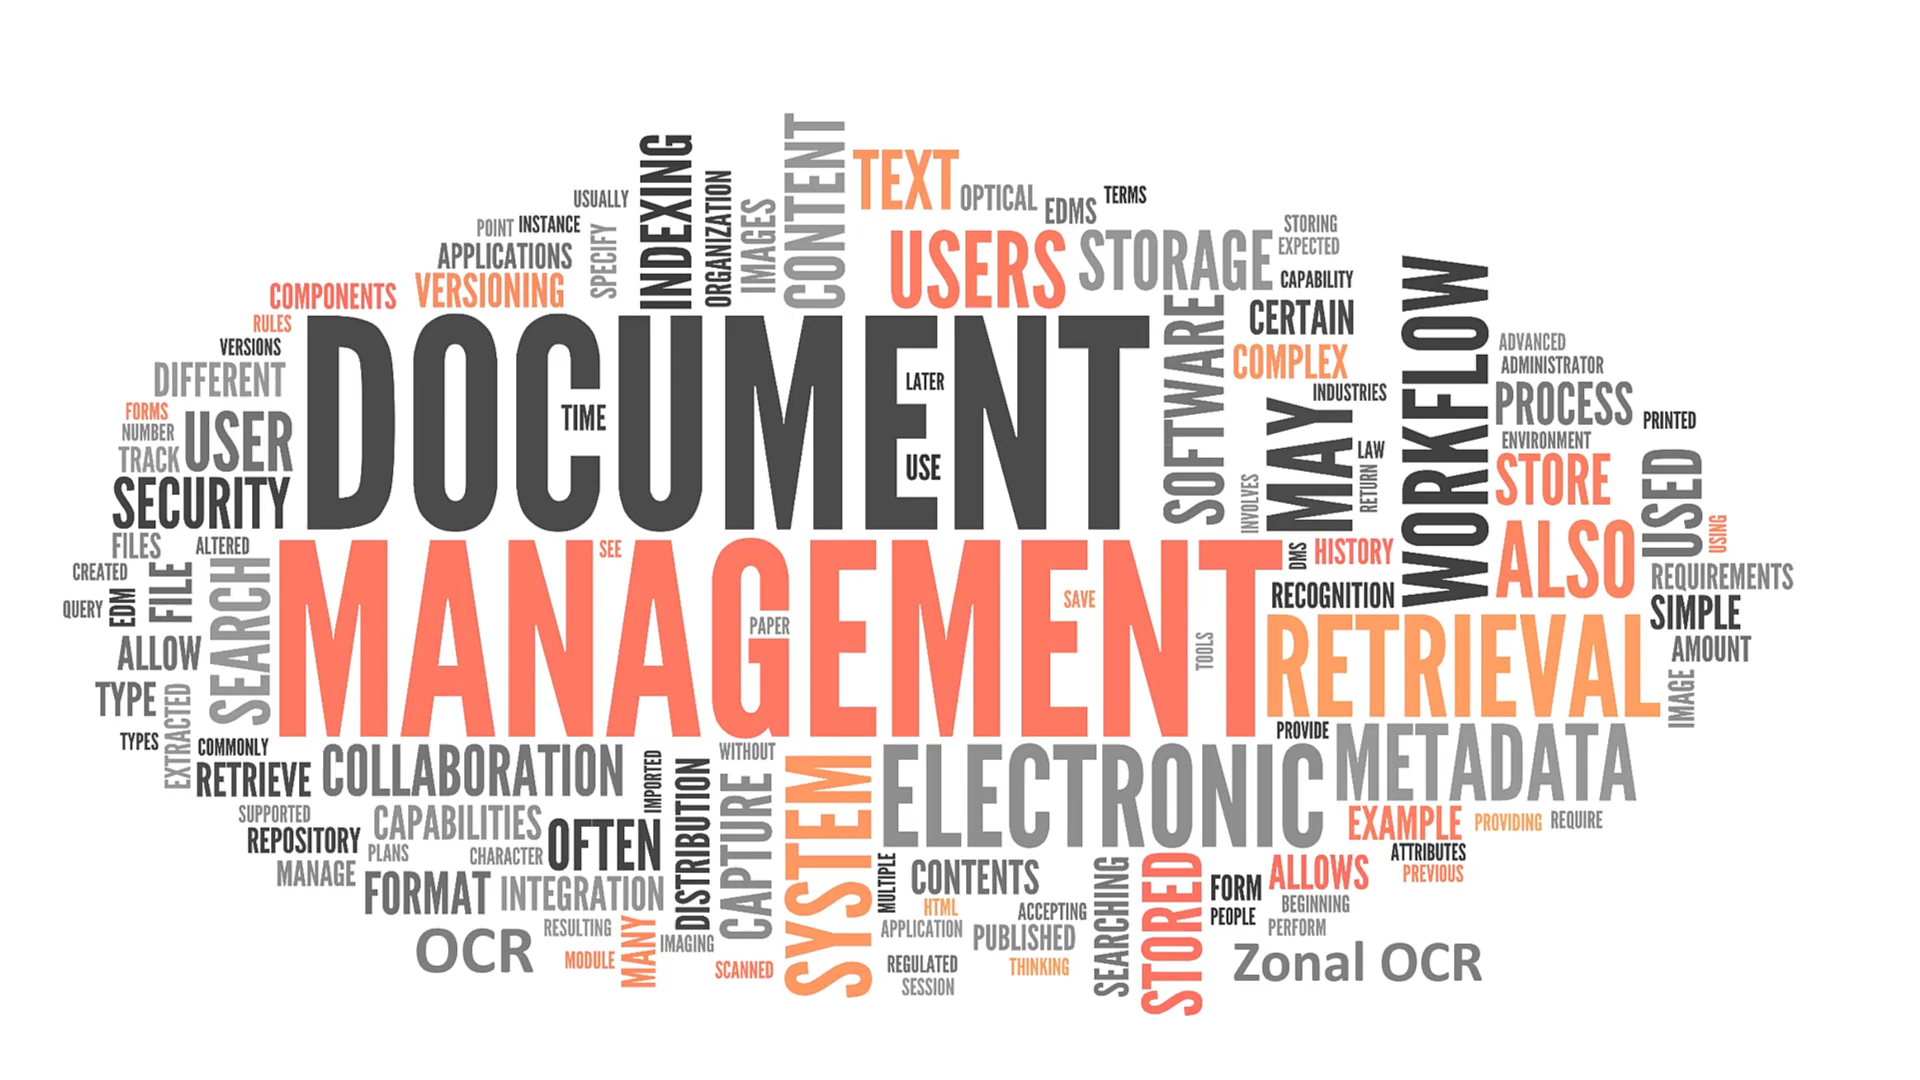 CONTENT
INDEXING
TEXT
ORGANIZATION
OPTICAL
TERMS
USUALLY
IMAGES
EDMS
POINT
INSTANCE
SPECIFY
STORING
USERS
STORAGE
EXPECTED
APPLICATIONS
CAPABILITY
VERSIONING
COMPONENTS
WORKFLOW
RULES
CERTAIN
SOFTWARE
VERSIONS
ADVANCED
COMPLEX
ADMINISTRATOR
DIFFERENT
DOCUMENT
LATER
INDUSTRIES
PROCESS
FORMS
TIME
MAY
PRINTED
NUMBER
USER
ENVIRONMENT
TRACK
LAW
USE
RETURN
STORE
USED
SECURITY
INVOLVES
FILES
ALTERED
SEE
DMS
HISTORY
ALSO
USING
CREATED
REQUIREMENTS
FILE
SEARCH
MANAGEMENT
QUERY
EDM
SAVE
RECOGNITION
SIMPLE
PAPER
ALLOW
TOOLS
RETRIEVAL
AMOUNT
TYPE
EXTRACTED
IMAGE
PROVIDE
TYPES
COMMONLY
WITHOUT
METADATA
RETRIEVE
COLLABORATION
IMPORTED
ELECTRONIC
SUPPORTED
CAPABILITIES
DISTRIBUTION
CAPTURE
SYSTEM
EXAMPLE
PROVIDING
REQUIRE
REPOSITORY
OFTEN
PLANS
CHARACTER
ATTRIBUTES
MANAGE
MULTIPLE
CONTENTS
ALLOWS
PREVIOUS
FORMAT
INTEGRATION
FORM
HTML
ACCEPTING
SEARCHING
STORED
BEGINNING
PEOPLE
RESULTING
APPLICATION
PERFORM
OCR
MANY
IMAGING
PUBLISHED
MODULE
SCANNED
REGULATED
THINKING
Zonal OCR
SESSION